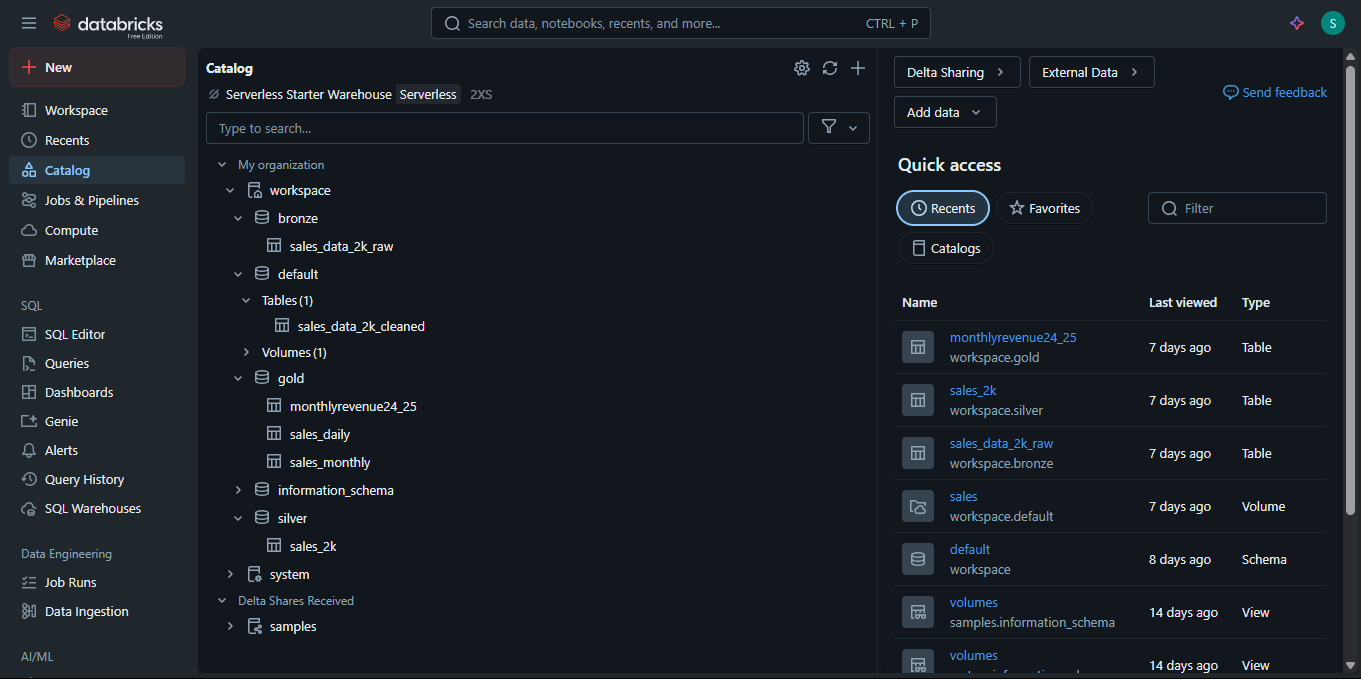 databricks
Free Edition
Search data, notebooks, recents, and more...
CTRL + P
S
New
Workspace
Recents
Catalog
Jobs & Pipelines
Compute
Marketplace
SQL
SQL Editor
Queries
Dashboards
Genie
Alerts
Query History
SQL Warehouses
Data Engineering
Job Runs
Data Ingestion
AI/ML
Catalog
Serverless Starter Warehouse Serverless 2XS
Type to search...
My organization
workspace
bronze
sales_data_2k_raw
default
Tables (1)
sales_data_2k_cleaned
Volumes (1)
gold
monthlyrevenue24_25
sales_daily
sales_monthly
information_schema
silver
sales_2k
system
Delta Shares Received
samples
Delta Sharing
External Data
Add data
Send feedback
Quick access
Recents
Favorites
Filter
Catalogs
Name Last viewed Type
monthlyrevenue24_25
workspace.gold
7 days ago Table
sales_2k
workspace.silver
7 days ago Table
sales_data_2k_raw
workspace.bronze
7 days ago Table
sales
workspace.default
7 days ago Volume
default
workspace
8 days ago Schema
volumes
samples.information_schema
14 days ago View
volumes
14 days ago View